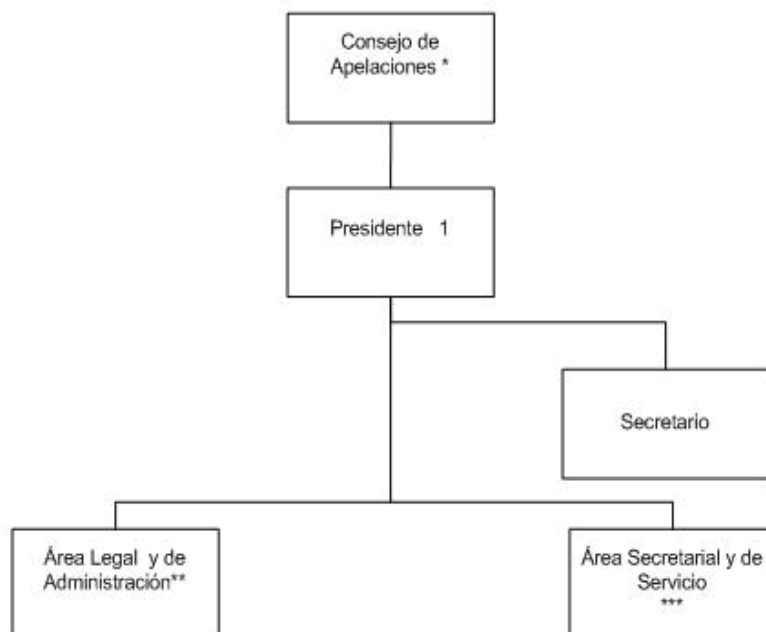 Consejo de
Apelaciones *
Presidente 1
Secretario
Área Legal y de
Administración**
Área Secretarial y de
Servicio
***